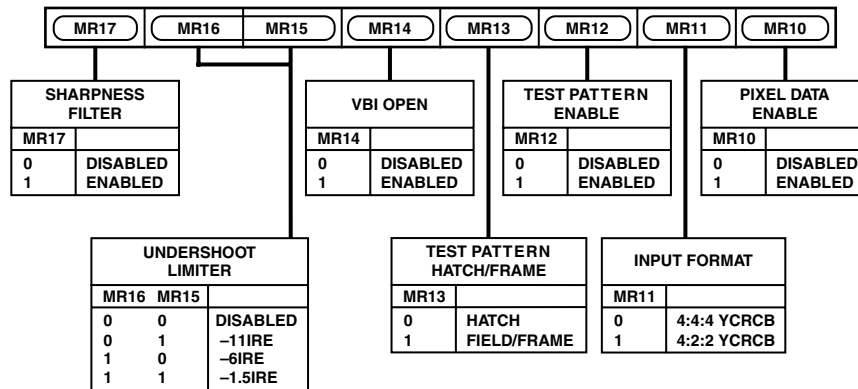 MR17 MR16 MR15 MR14 MR13 MR12 MR11 MR10
SHARPNESS
FILTER
MR17
0 DISABLED
1 ENABLED
VBI OPEN
MR14
0 DISABLED
1 ENABLED
TEST PATTERN
ENABLE
MR12
0 DISABLED
1 ENABLED
PIXEL DATA
ENABLE
MR10
0 DISABLED
1 ENABLED
UNDERSHOOT
LIMITER
MR16 MR15
0 0 DISABLED
0 1 –11IRE
1 0 –6IRE
1 1 –1.5IRE
TEST PATTERN
HATCH/FRAME
MR13
0 HATCH
1 FIELD/FRAME
INPUT FORMAT
MR11
0 4:4:4 YCRCB
1 4:2:2 YCRCB